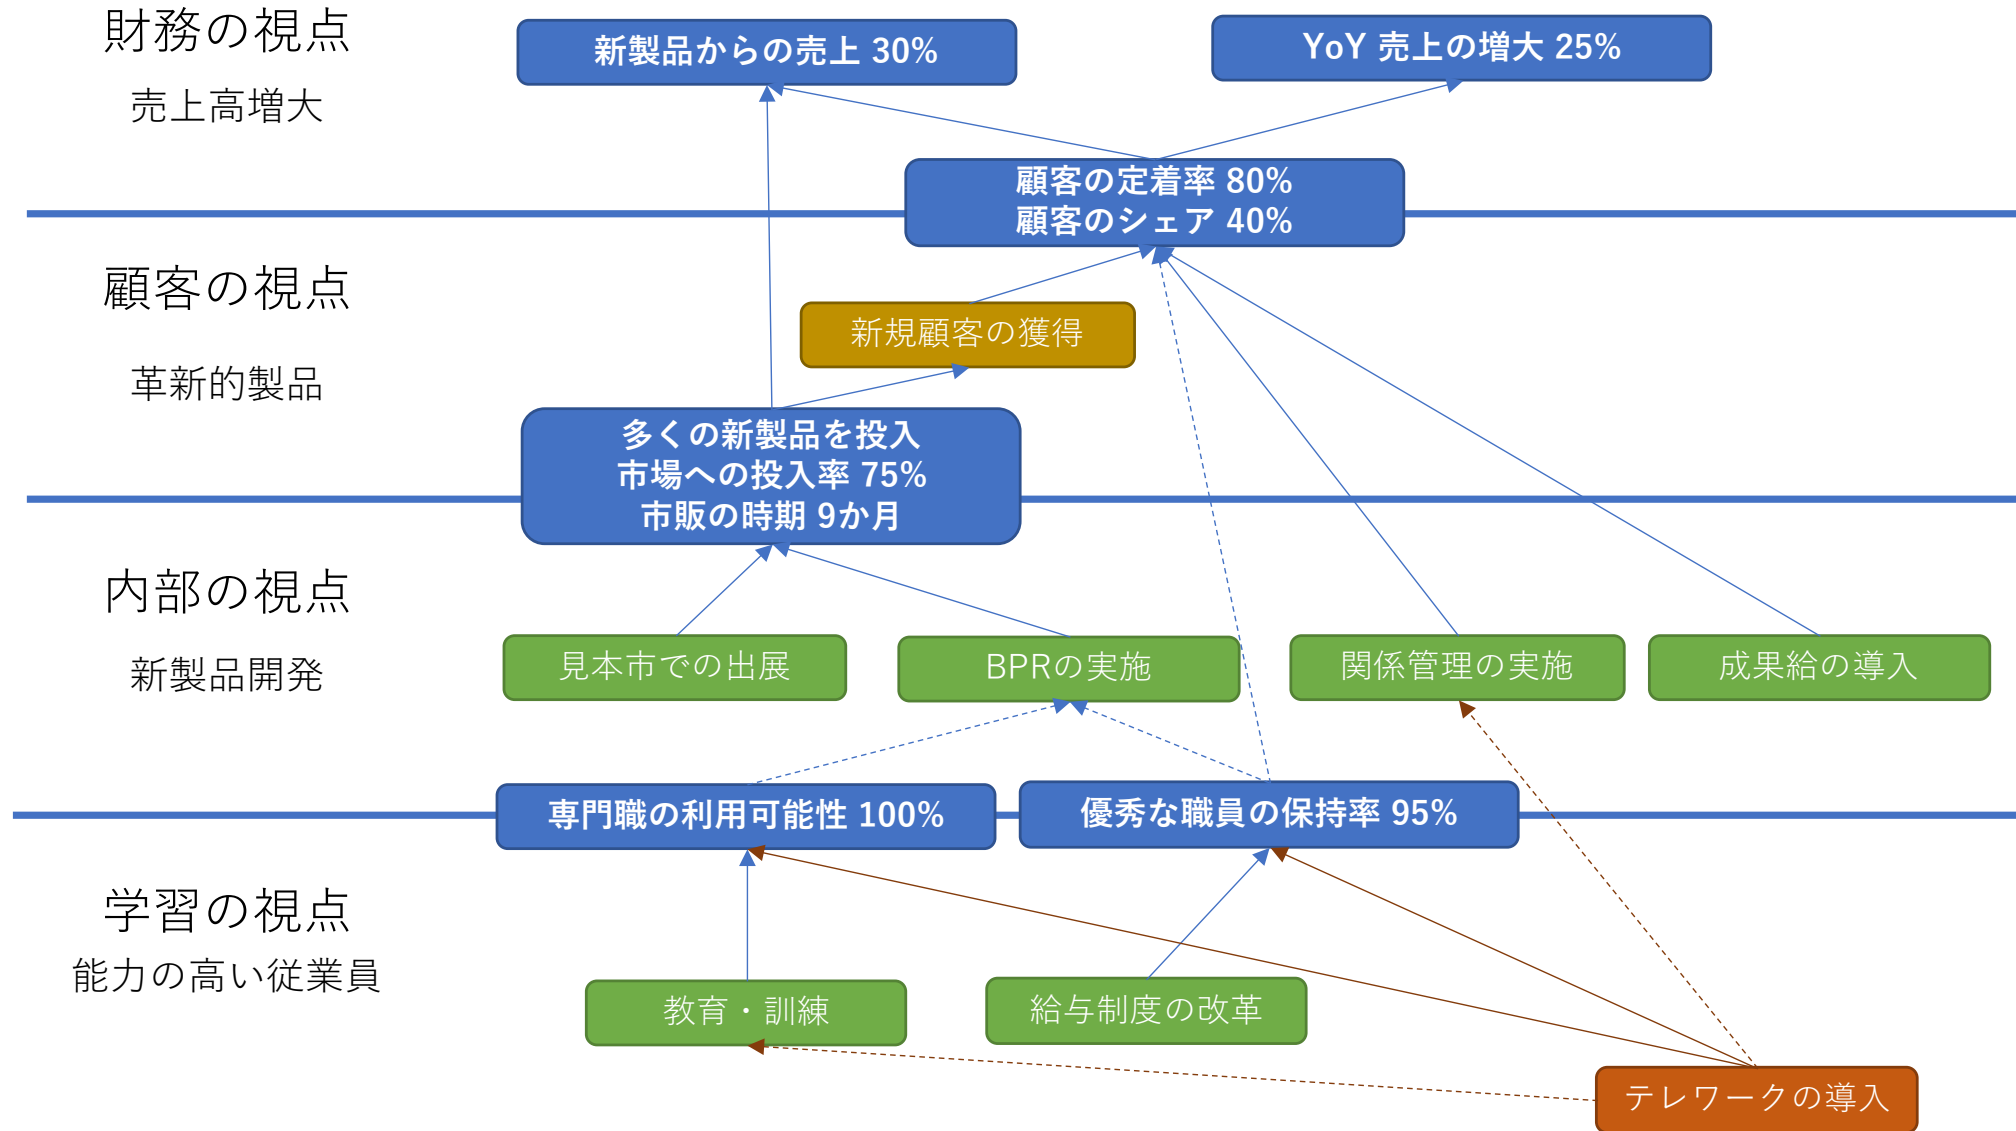 財務の視点
売上高増大
新製品からの売上 30%
YoY 売上の増大 25%
顧客の定着率 80%
顧客のシェア 40%
顧客の視点
革新的製品
新規顧客の獲得
多くの新製品を投入
市場への投入率 75%
市販の時期 9か月
内部の視点
新製品開発
見本市での出展
BPRの実施
関係管理の実施
成果給の導入
専門職の利用可能性 100%
優秀な職員の保持率 95%
学習の視点
能力の高い従業員
教育・訓練
給与制度の改革
テレワークの導入